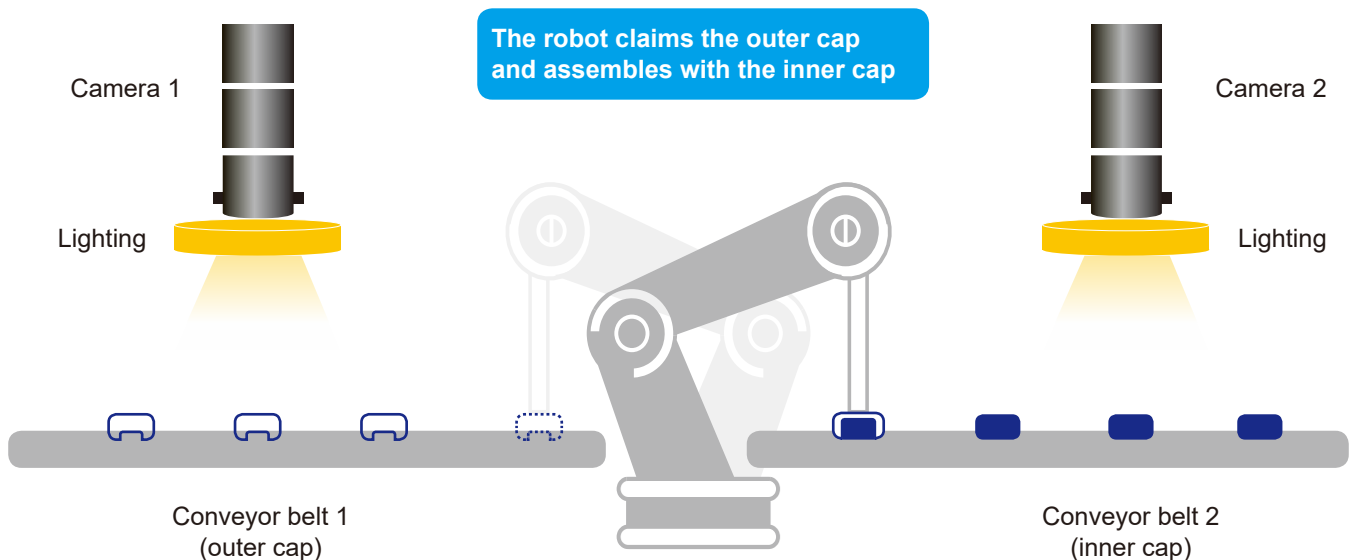 The robot claims the outer cap
and assembles with the inner cap
Camera 1
Camera 2
Lighting
Lighting
Conveyor belt 1
(outer cap)
Conveyor belt 2
(inner cap)